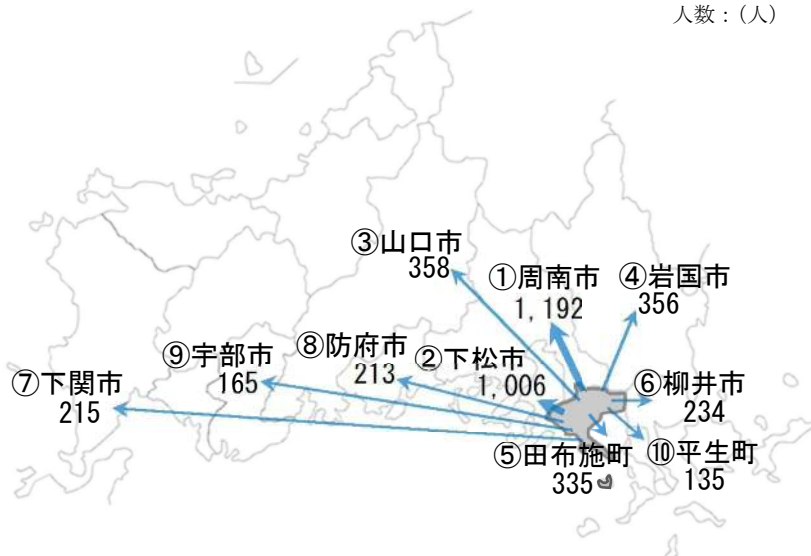 人数：（人）
③山口市
358
①周南市
1,192
④岩国市
356
⑧防府市
213
②下松市
1,006
⑨宇部市
165
⑦下関市
215
⑥柳井市
234
⑤田布施町
335
⑩平生町
135